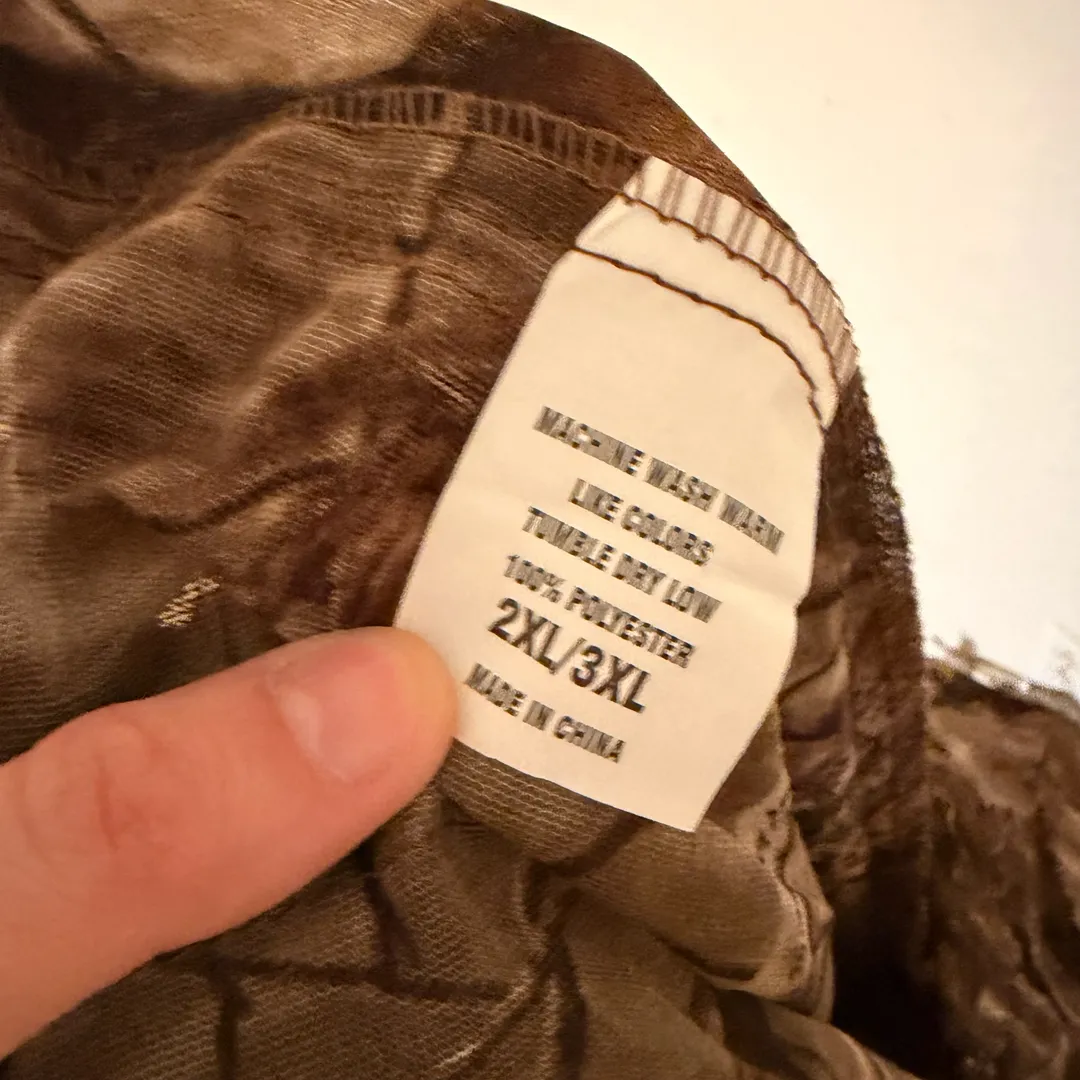 MACHINE WASH WARM
LIKE COLORS
TUMBLE DRY LOW
100% POLYESTER
2XL/3XL
MADE IN CHINA